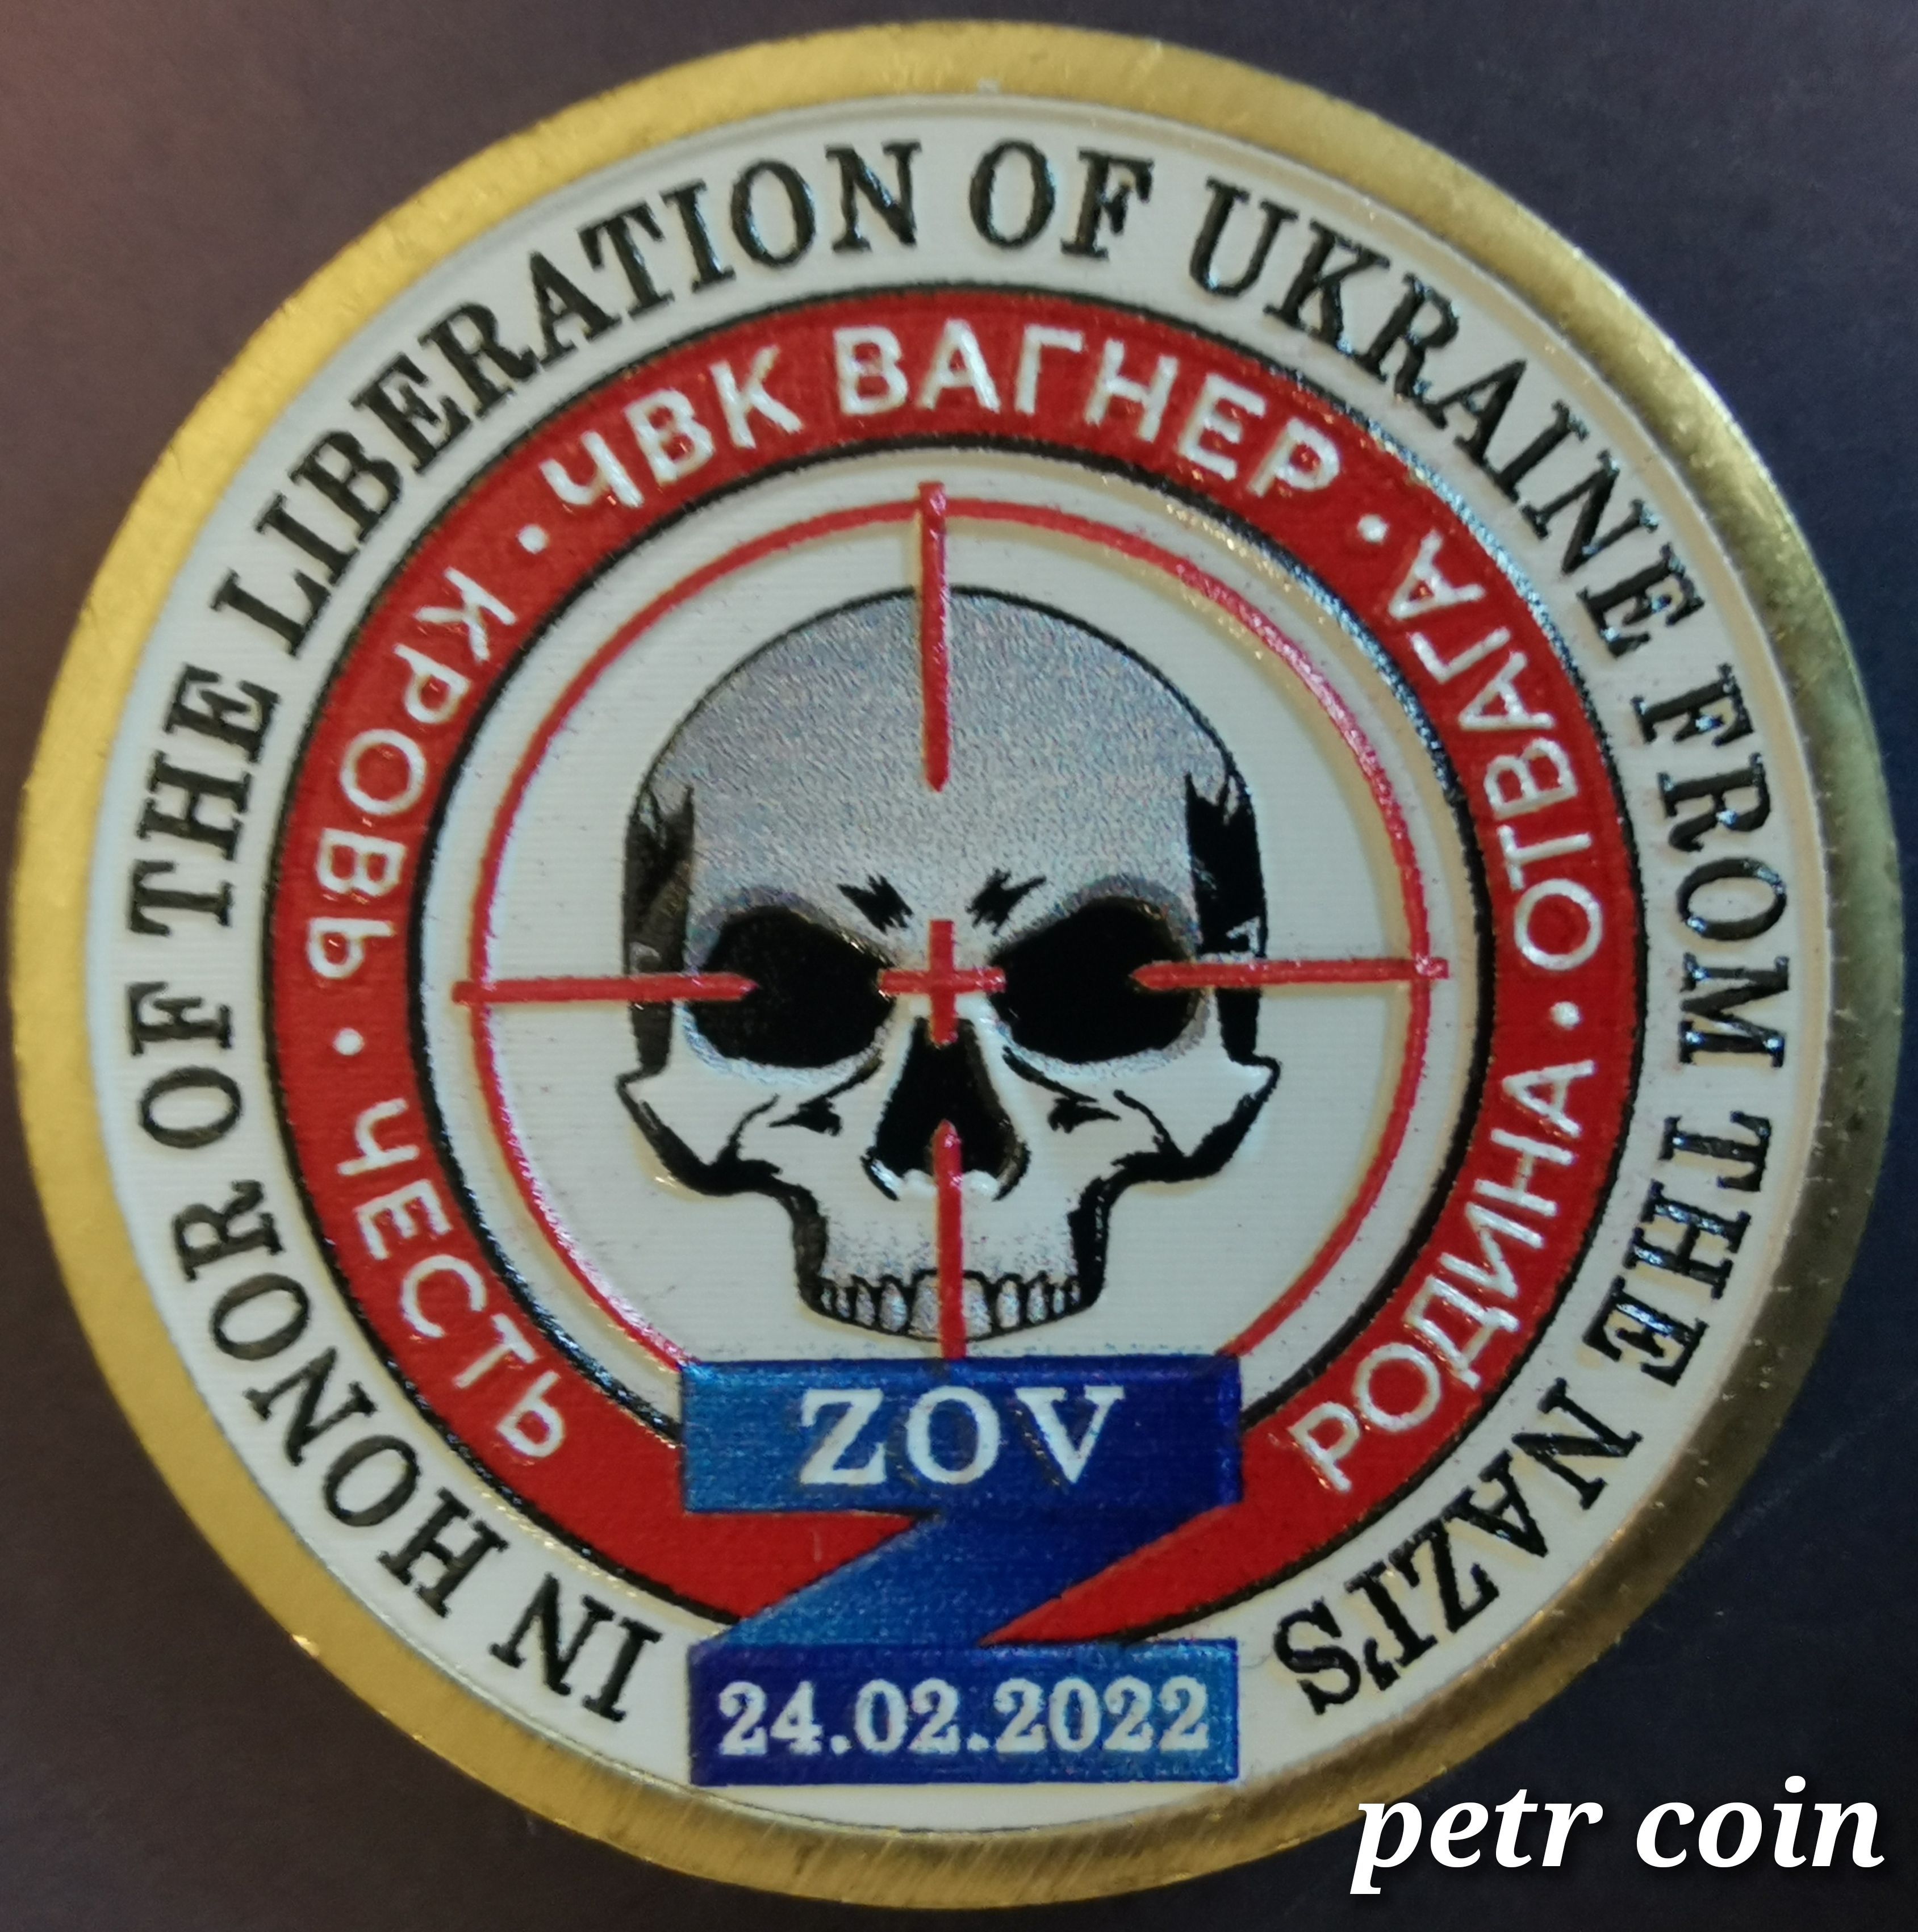 IN HONOR OF THE LIBERATION OF UKRAINE FROM THE NAZI'S
ЧЕСТЬ • КРОВЬ • ЧВК ВАГНЕР • ОТВАГА • РОДИНА
ZOV
24.02.2022
petr coin